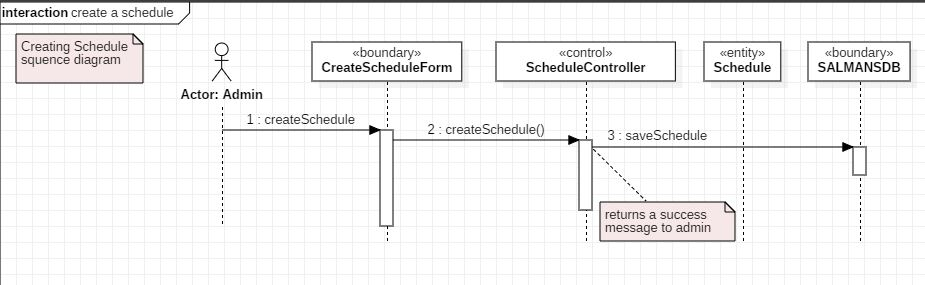 interaction create a schedule
Creating Schedule
squence diagram
Actor: Admin
«boundary»
CreateScheduleForm
«control»
ScheduleController
«entity»
Schedule
«boundary»
SALMANSDB
1 : createSchedule
2 : createSchedule()
3 : saveSchedule
returns a success
message to admin